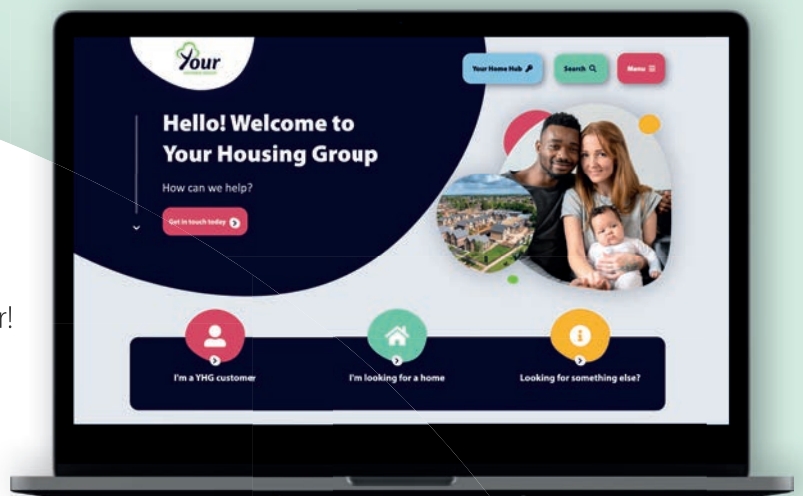 Your
Your Home Hub
Search
Menu
Hello! Welcome to
Your Housing Group
How can we help?
Get in touch today
r!
I'm a YHG customer
I'm looking for a home
Looking for something else?